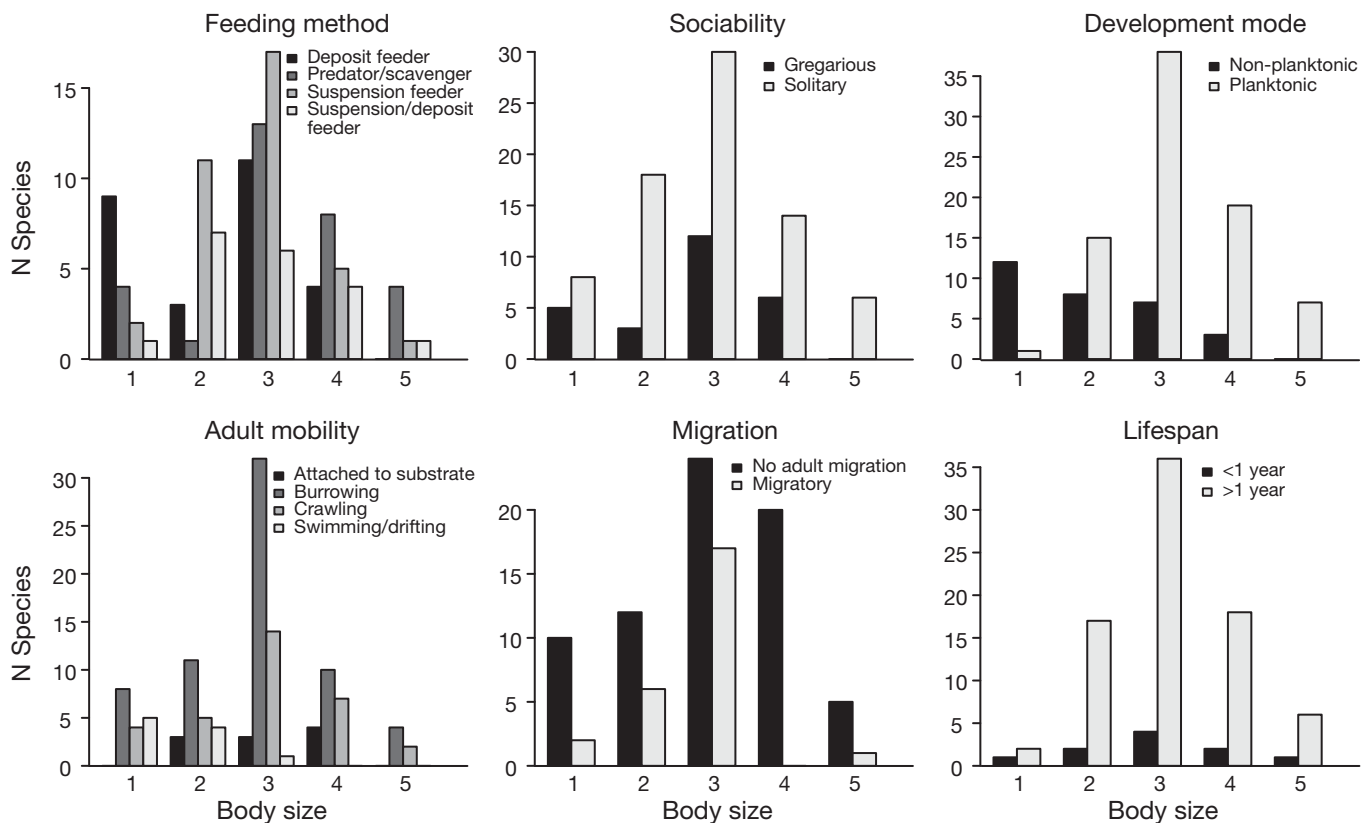 Feeding method
Deposit feeder
Predator/scavenger
Suspension feeder
Suspension/deposit
feeder
N Species
15
10
5
0
1 2 3 4 5
Sociability
Gregarious
Solitary
30
25
20
15
10
5
0
1 2 3 4 5
Development mode
Non-planktonic
Planktonic
35
30
25
20
15
10
5
0
1 2 3 4 5
Adult mobility
Attached to substrate
Burrowing
Crawling
Swimming/drifting
N Species
30
25
20
15
10
5
0
1 2 3 4 5
Body size
Migration
No adult migration
Migratory
20
15
10
5
0
1 2 3 4 5
Body size
Lifespan
<1 year
>1 year
35
30
25
20
15
10
5
0
1 2 3 4 5
Body size